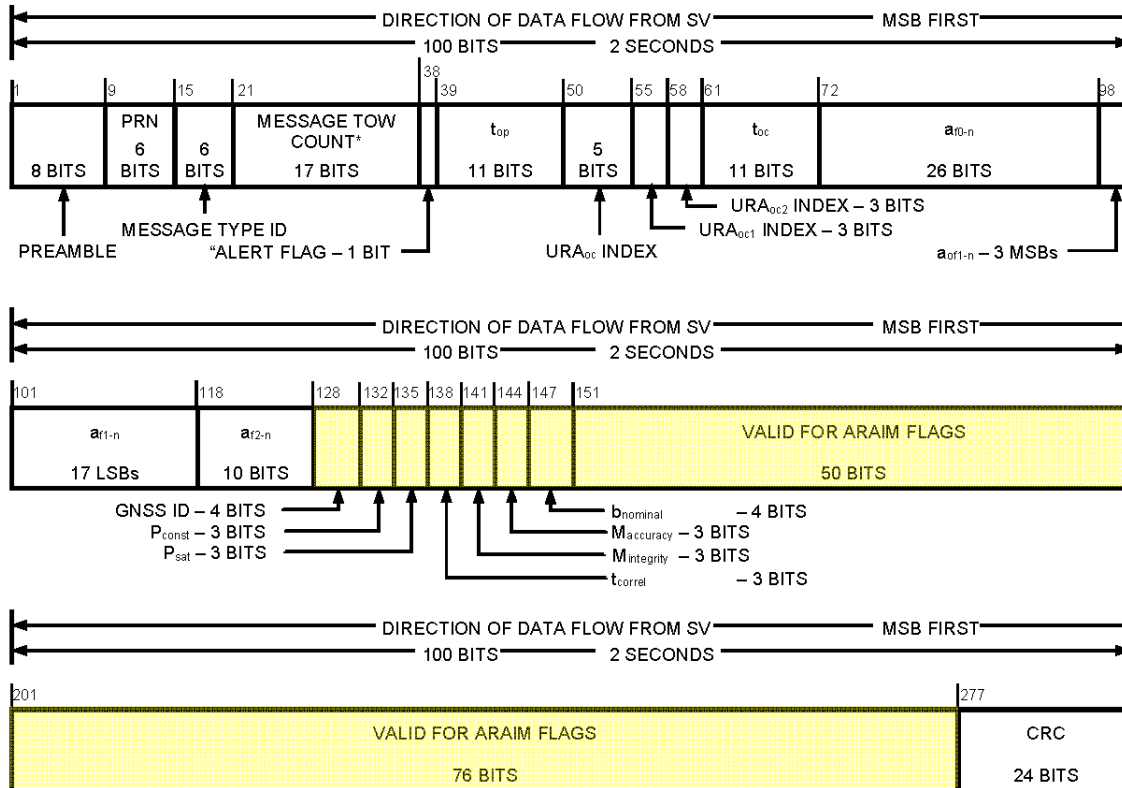 DIRECTION OF DATA FLOW FROM SV MSB FIRST
100 BITS 2 SECONDS
1 9 15 21 38 39 50 55 58 61 72 98
8 BITS
PRN
6
BITS
6
BITS
MESSAGE TOW
COUNT*
17 BITS
t_op
11 BITS
5
BITS
t_oc
11 BITS
a_f0-n
26 BITS
PREAMBLE
MESSAGE TYPE ID
“ALERT FLAG – 1 BIT
URA_oc INDEX
URA_oc2 INDEX – 3 BITS
URA_oc1 INDEX – 3 BITS
a_of1-n – 3 MSBs
DIRECTION OF DATA FLOW FROM SV MSB FIRST
100 BITS 2 SECONDS
101 118 128 132 135 138 141 144 147 151
a_f1-n
17 LSBs
a_f2-n
10 BITS
VALID FOR ARAIM FLAGS
50 BITS
GNSS ID – 4 BITS
P_const – 3 BITS
P_sat – 3 BITS
b_nominal – 4 BITS
M_accuracy – 3 BITS
M_integrity – 3 BITS
t_correl – 3 BITS
DIRECTION OF DATA FLOW FROM SV MSB FIRST
100 BITS 2 SECONDS
201 277
VALID FOR ARAIM FLAGS
76 BITS
CRC
24 BITS